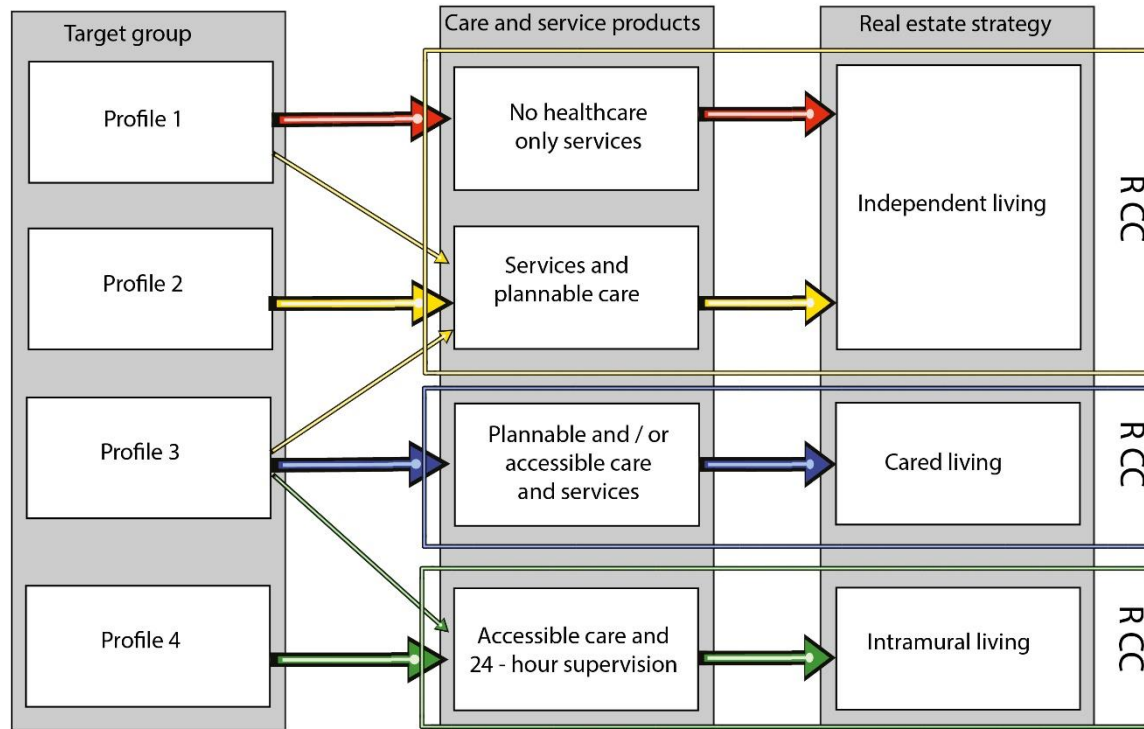 Target group
Profile 1
Profile 2
Profile 3
Profile 4
Care and service products
No healthcare
only services
Services and
plannable care
Plannable and / or
accessible care
and services
Accessible care and
24 - hour supervision
Real estate strategy
Independent living
Cared living
Intramural living
R CC
R CC
R CC